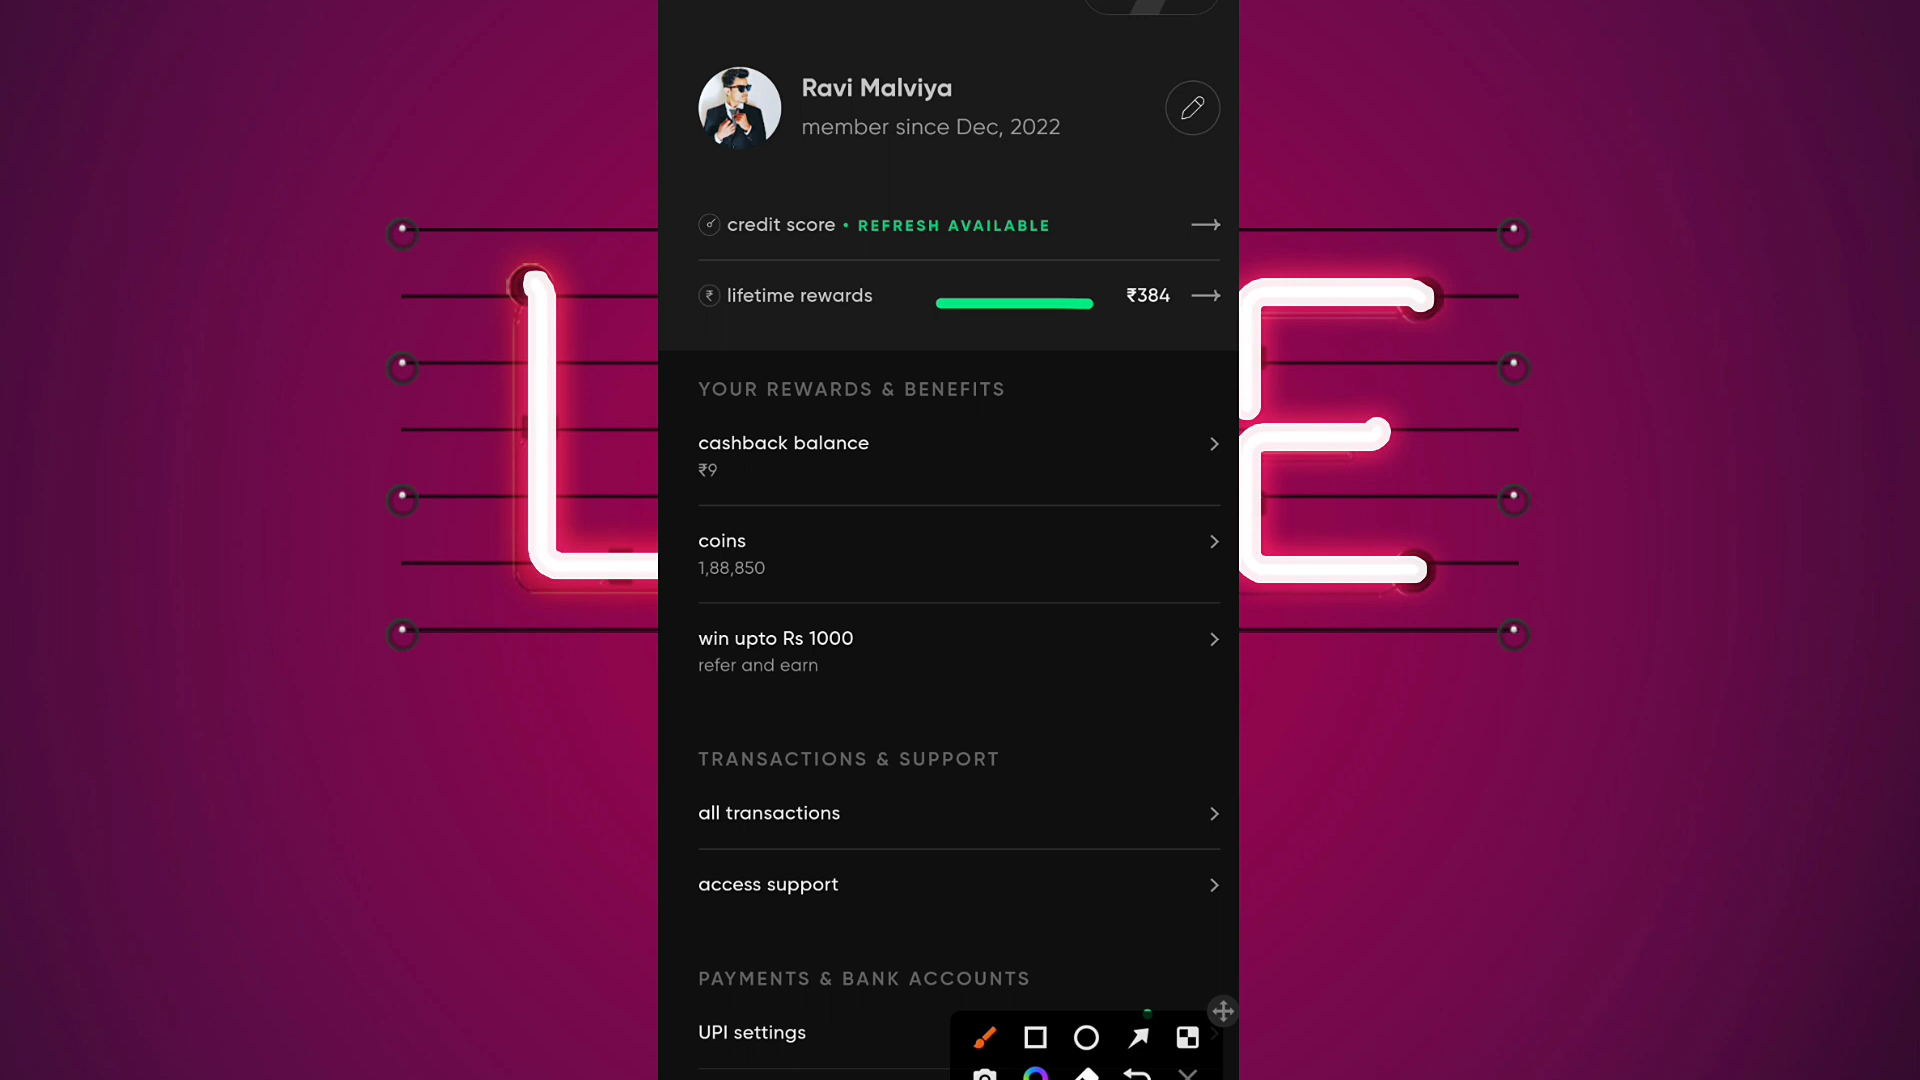 Ravi Malviya
member since Dec, 2022
credit score • REFRESH AVAILABLE
lifetime rewards ₹384
YOUR REWARDS & BENEFITS
cashback balance
₹9
coins
1,88,850
win upto Rs 1000
refer and earn
TRANSACTIONS & SUPPORT
all transactions
access support
PAYMENTS & BANK ACCOUNTS
UPI settings
L E